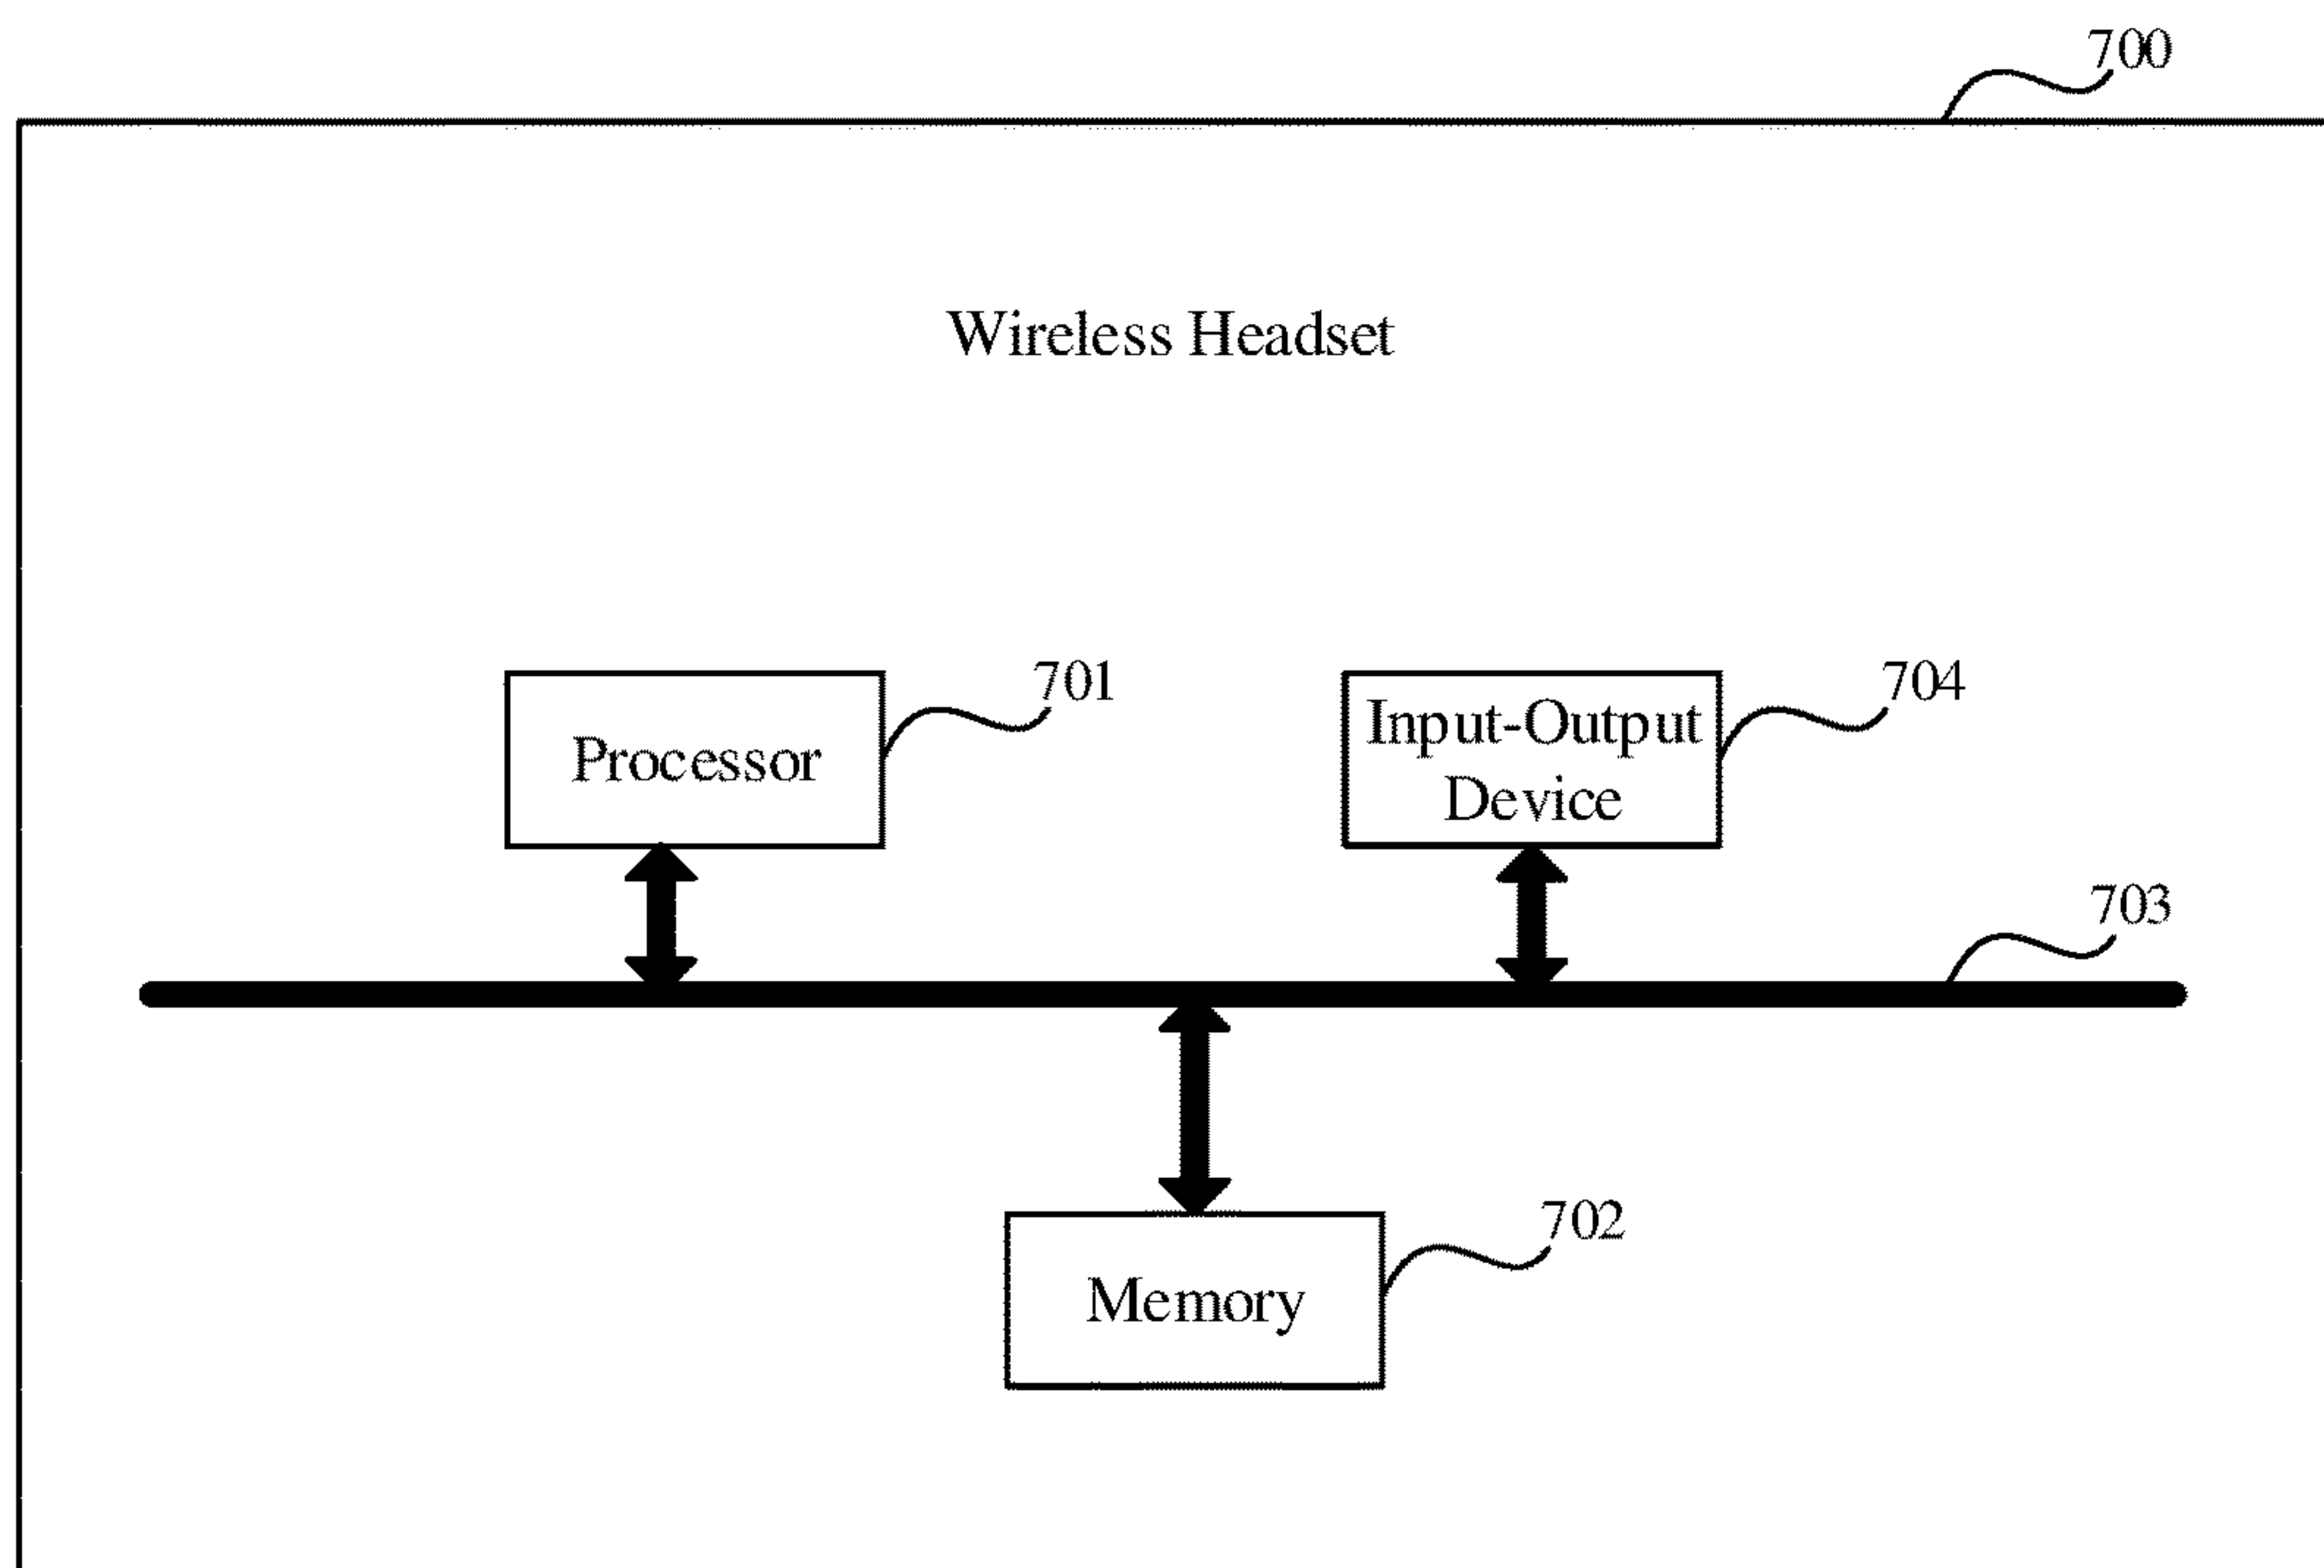 700
Wireless Headset
701
704
Processor
Input-Output
Device
703
702
Memory